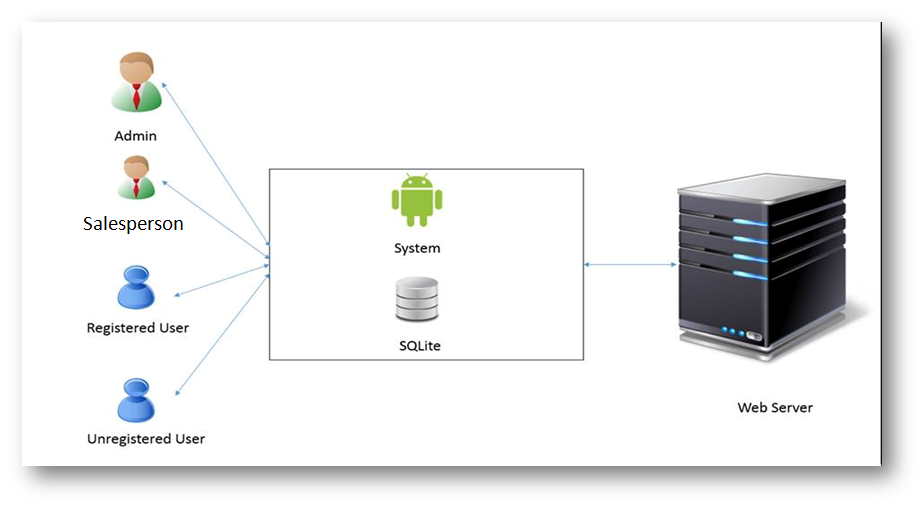 Admin
Salesperson
Registered User
Unregistered User
System
SQLite
Web Server